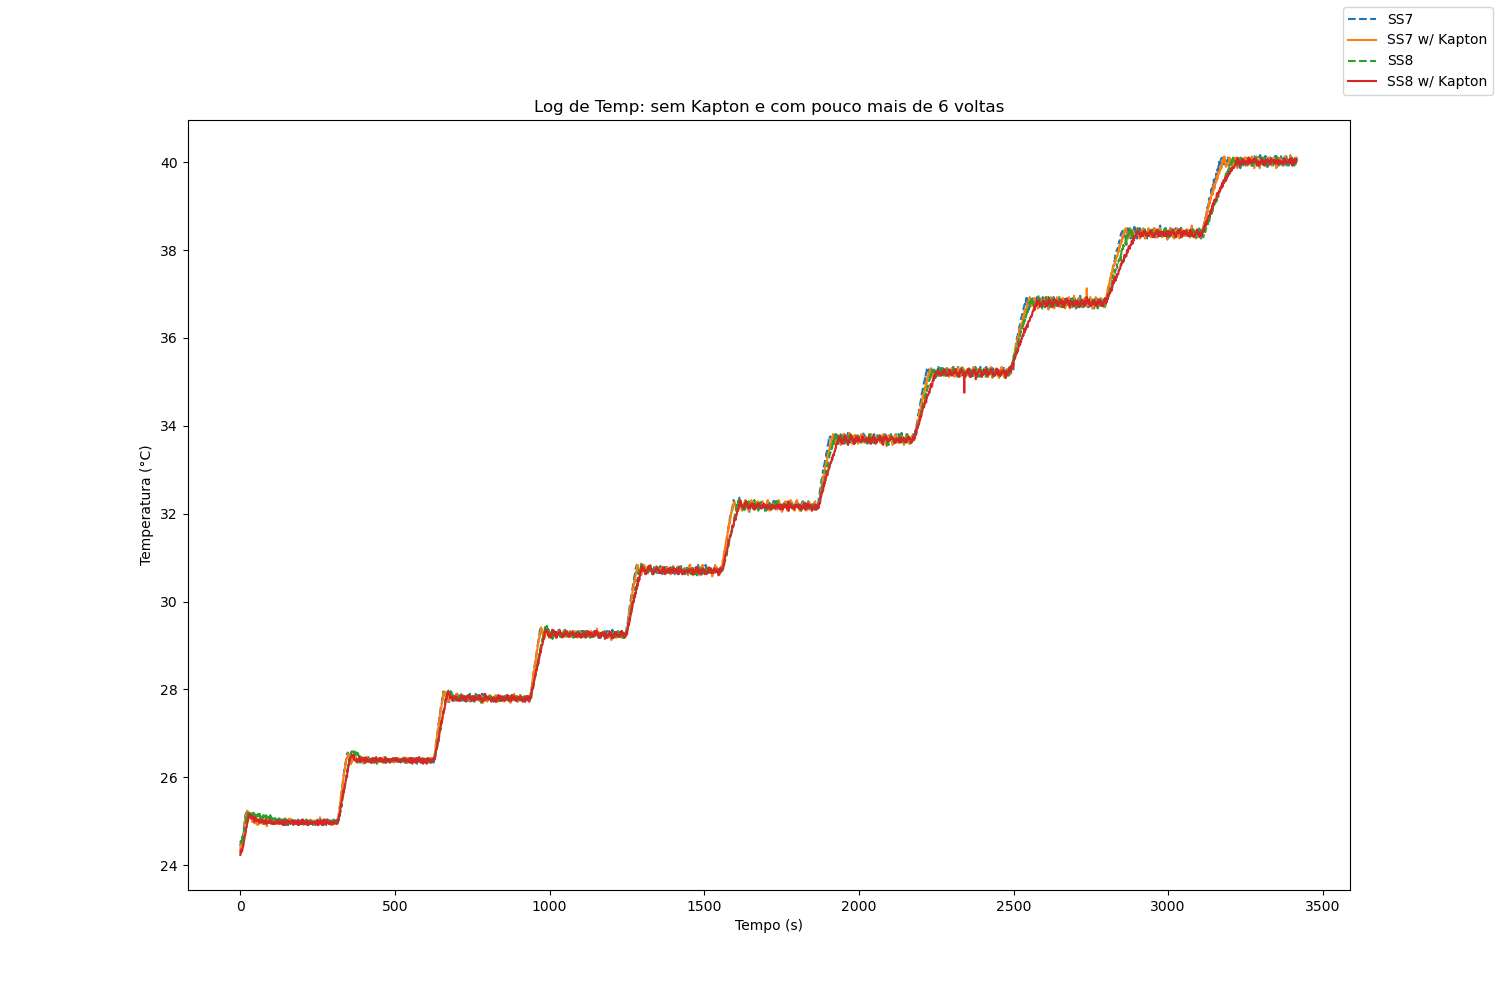 SS7
SS7 w/ Kapton
SS8
SS8 w/ Kapton
Log de Temp: sem Kapton e com pouco mais de 6 voltas
40
38
36
34
32
30
28
26
24
Temperatura (°C)
0 500 1000 1500 2000 2500 3000 3500
Tempo (s)